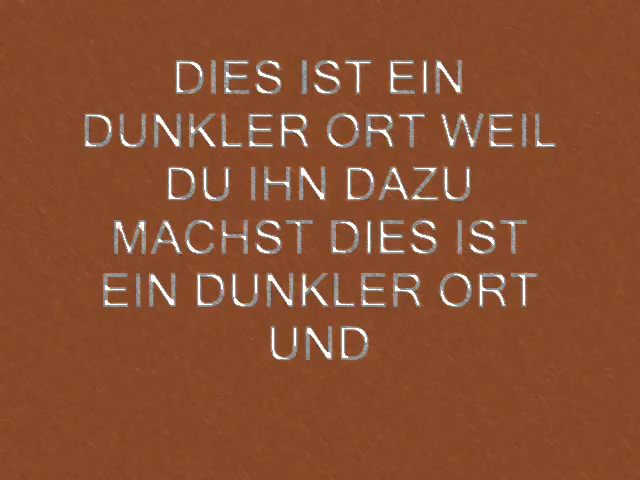 DIES IST EIN
DUNKLER ORT WEIL
DU IHN DAZU
MACHST DIES IST
EIN DUNKLER ORT
UND